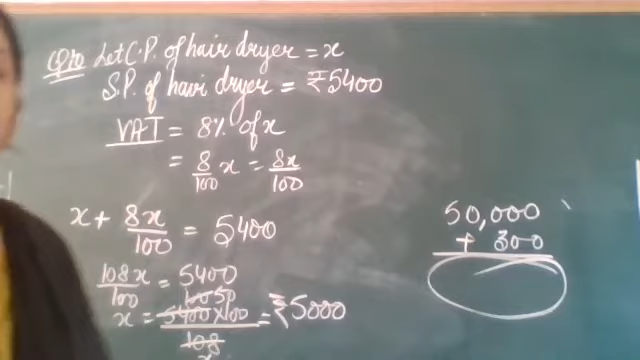 Q10 Let C.P. of hair dryer = x
S.P. of hair dryer = ₹5400
VAT = 8% of x
= 8/100 x = 8x/100
x + 8x/100 = 5400
108x/100 = 5400
x = 5400×100/108 = ₹5000
50,000
+ 300